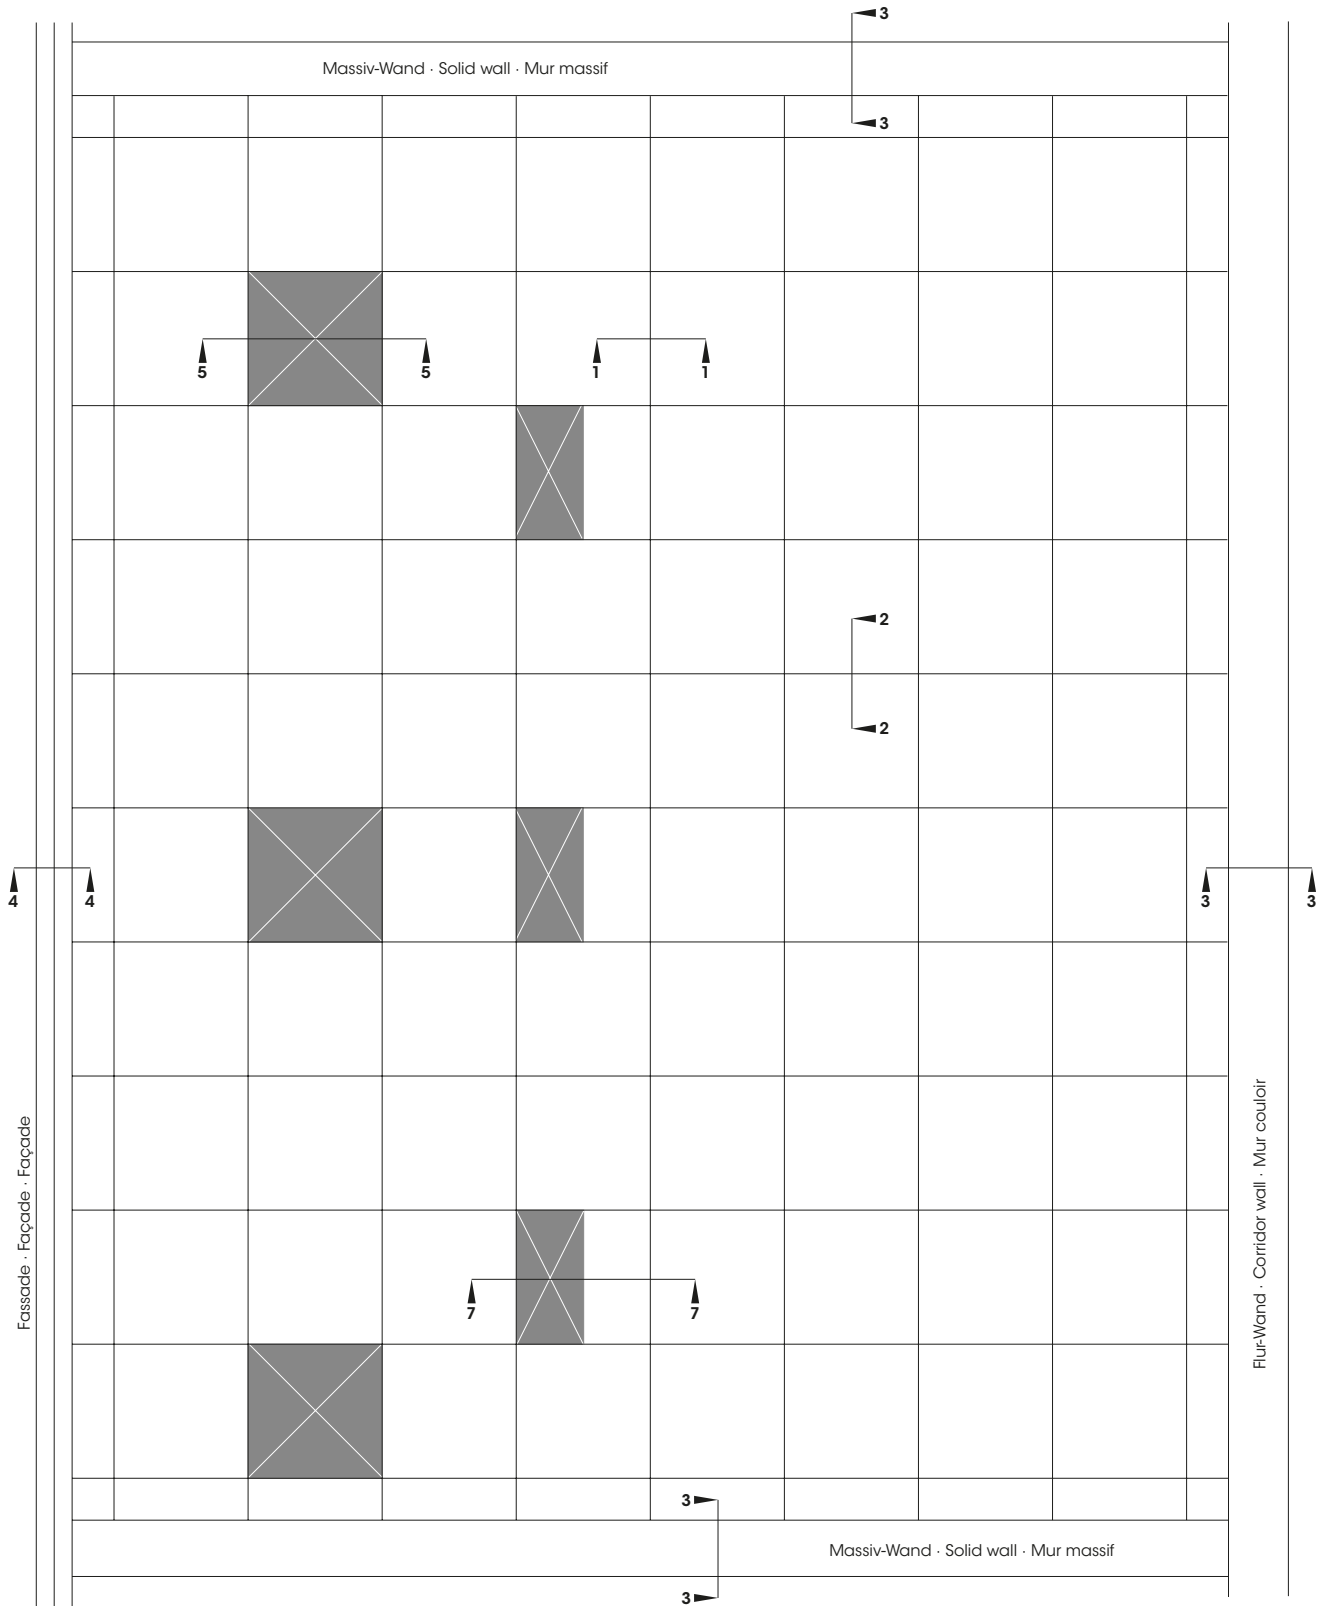 3
Massiv-Wand · Solid wall · Mur massif
3
5 5 1 1
2
2
4 4 3 3
Fassade · Façade · Façade
Flur-Wand · Corridor wall · Mur couloir
7 7
3
Massiv-Wand · Solid wall · Mur massif
3